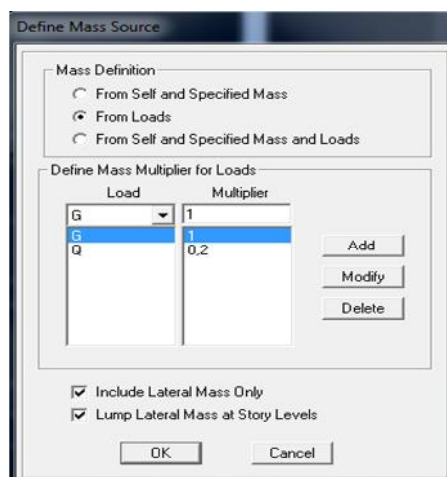 Define Mass Source
Mass Definition
From Self and Specified Mass
From Loads
From Self and Specified Mass and Loads
Define Mass Multiplier for Loads
Load Multiplier
G 1
G 1
Q 0,2
Add
Modify
Delete
Include Lateral Mass Only
Lump Lateral Mass at Story Levels
OK Cancel